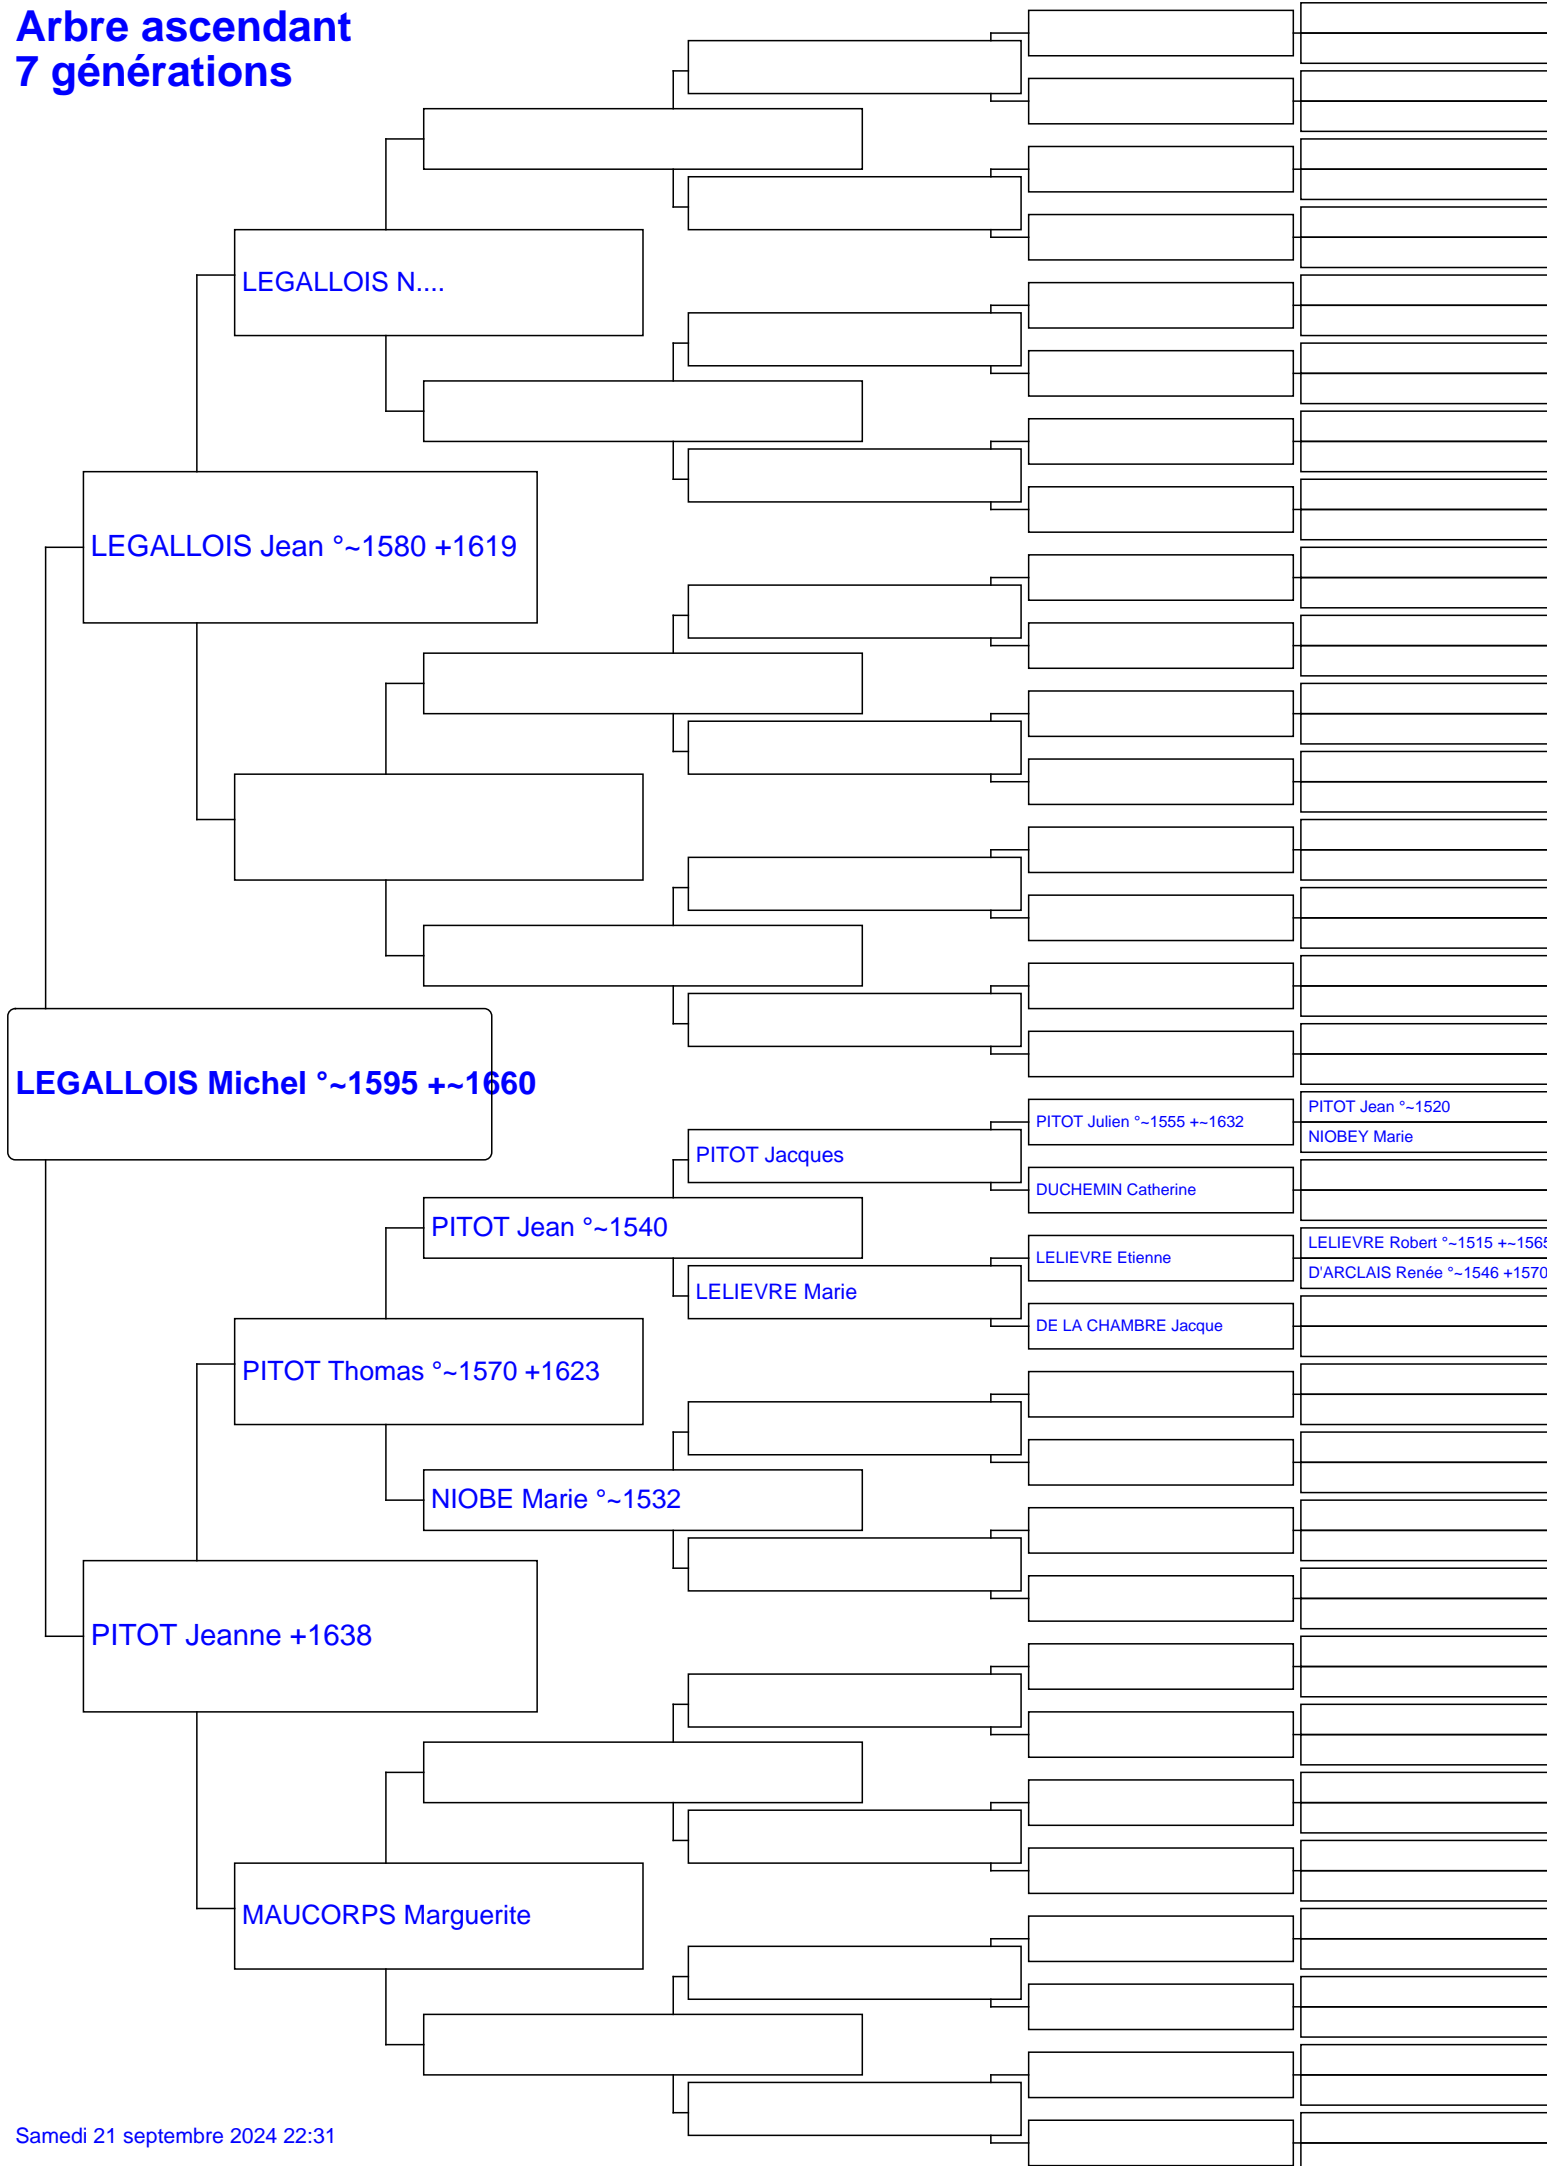 Arbre ascendant
7 générations
LEGALLOIS N....
LEGALLOIS Jean °~1580 +1619
LEGALLOIS Michel °~1595 +~1660
PITOT Julien °~1555 +~1632
PITOT Jean °~1520
NIOBEY Marie
PITOT Jacques
DUCHEMIN Catherine
PITOT Jean °~1540
LELIEVRE Etienne
LELIEVRE Robert °~1515 +~1565
D'ARCLAIS Renée °~1546 +1570
LELIEVRE Marie
DE LA CHAMBRE Jacque
PITOT Thomas °~1570 +1623
NIOBE Marie °~1532
PITOT Jeanne +1638
MAUCORPS Marguerite
Samedi 21 septembre 2024 22:31